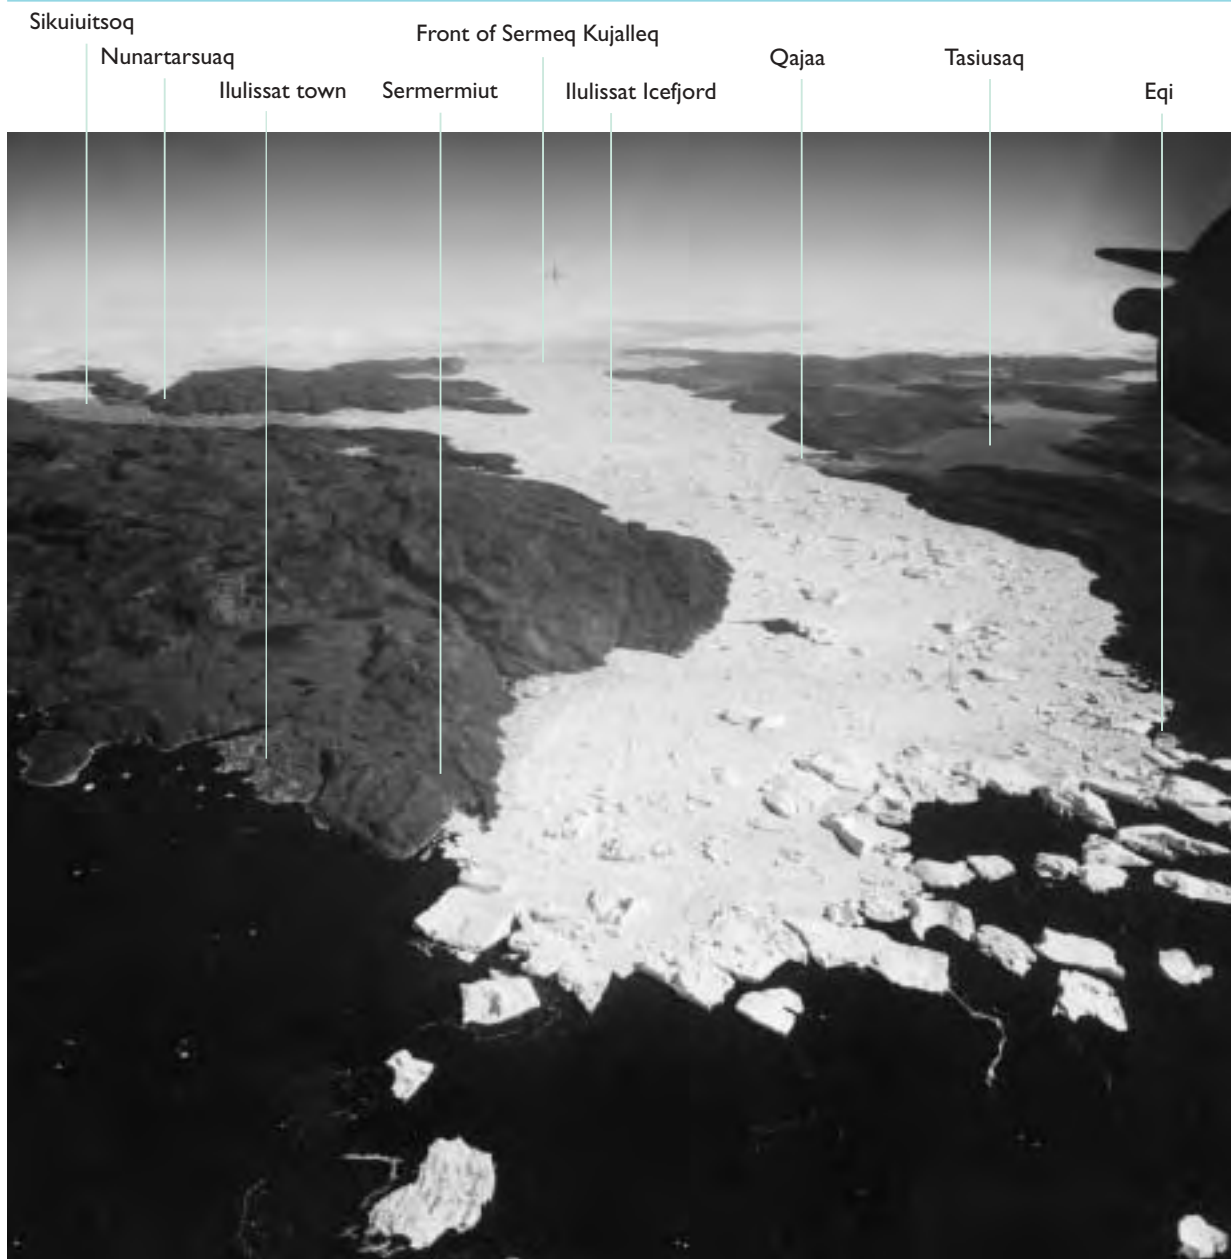 Sikuiuitsoq
Front of Sermeq Kujalleq
Nunartarsuaq
Qajaa
Tasiusaq
Ilulissat town
Sermermiut
Ilulissat Icefjord
Eqi